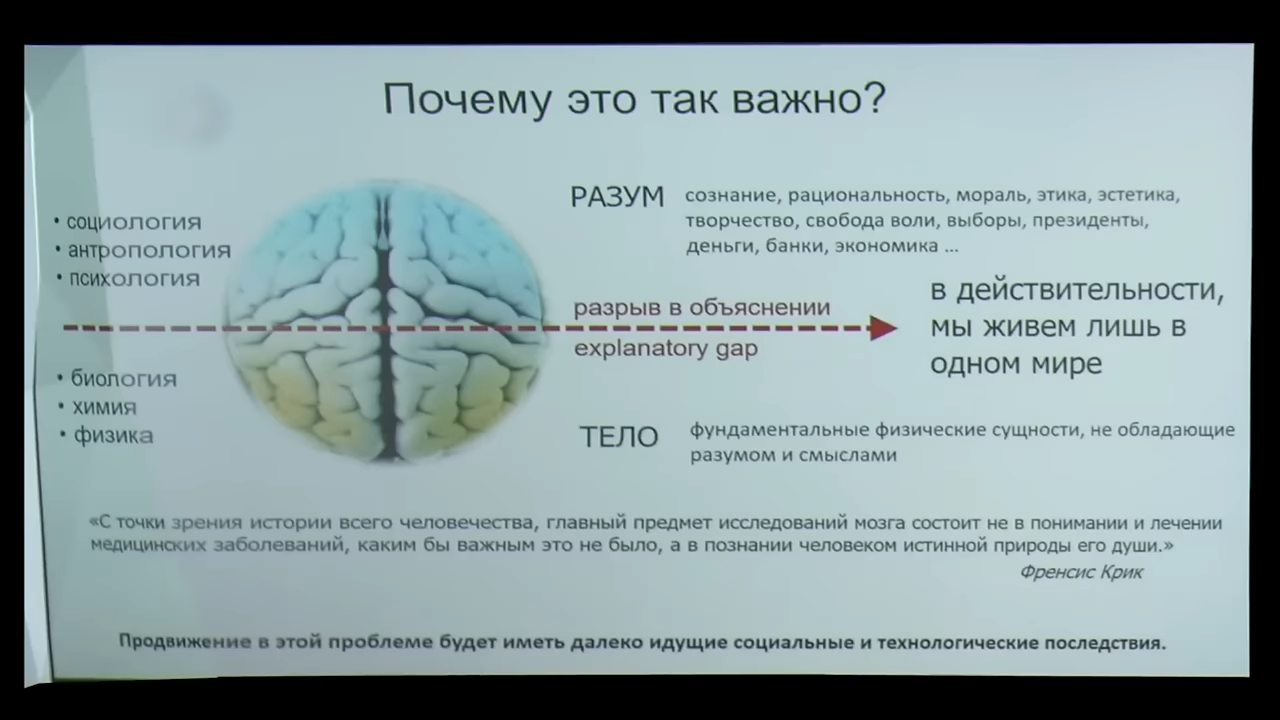 Почему это так важно?
• социология
• антропология
• психология
РАЗУМ
сознание, рациональность, мораль, этика, эстетика,
творчество, свобода воли, выборы, президенты,
деньги, банки, экономика ...
разрыв в объяснении
explanatory gap
в действительности,
мы живем лишь в
одном мире
• биология
• химия
• физика
ТЕЛО
фундаментальные физические сущности, не обладающие
разумом и смыслами
«С точки зрения истории всего человечества, главный предмет исследований мозга состоит не в понимании и лечении
медицинских заболеваний, каким бы важным это не было, а в познании человеком истинной природы его души.»
Френсис Крик
Продвижение в этой проблеме будет иметь далеко идущие социальные и технологические последствия.